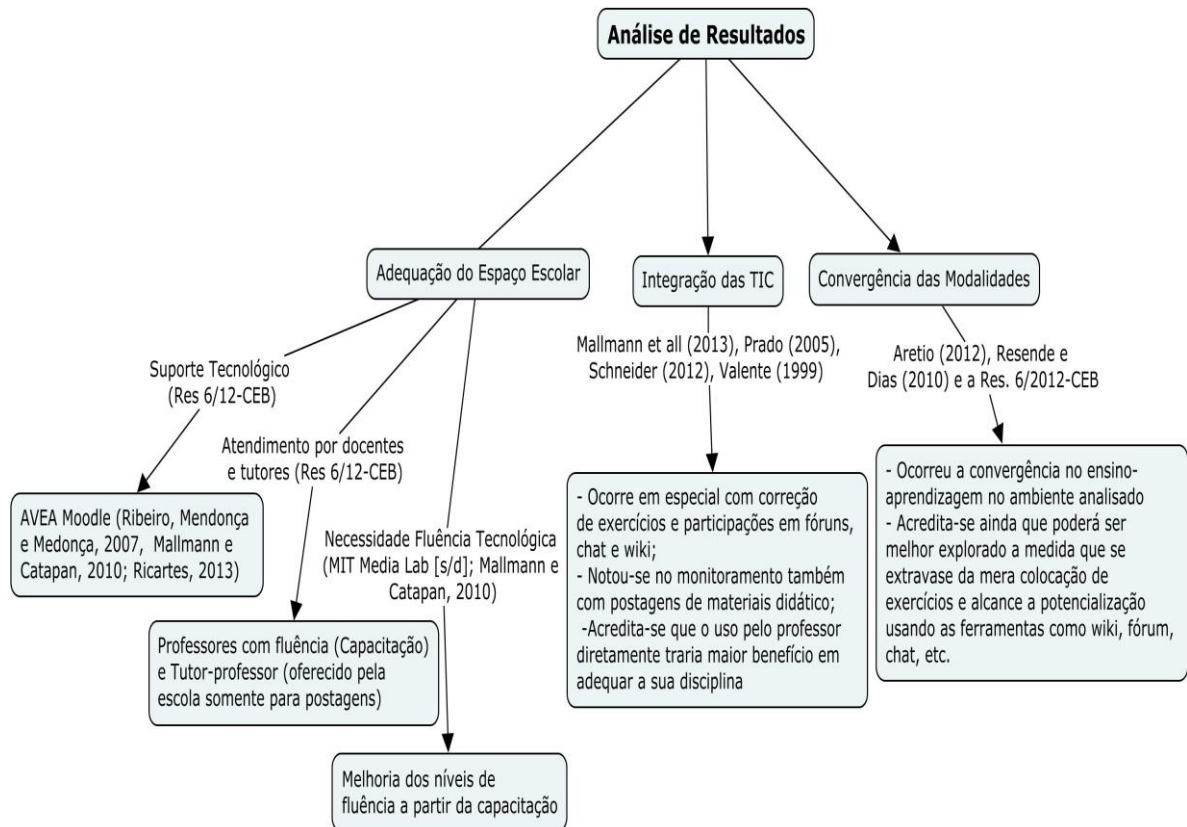 Análise de Resultados
Adequação do Espaço Escolar
Integração das TIC
Convergência das Modalidades
Suporte Tecnológico
(Res 6/12-CEB)
Atendimento por docentes
e tutores (Res 6/12-CEB)
Necessidade Fluência Tecnológica
(MIT Media Lab [s/d]; Mallmann e
Catapan, 2010)
Mallmann et all (2013), Prado (2005),
Schneider (2012), Valente (1999)
Aretio (2012), Resende e
Dias (2010) e a Res. 6/2012-CEB
AVEA Moodle (Ribeiro, Mendonça
e Medonça, 2007, Mallmann e
Catapan, 2010; Ricartes, 2013)
Professores com fluência (Capacitação)
e Tutor-professor (oferecido pela
escola somente para postagens)
Melhoria dos níveis de
fluência a partir da capacitação
- Ocorre em especial com correção
de exercícios e participações em fóruns,
chat e wiki;
- Notou-se no monitoramento também
com postagens de materiais didático;
-Acredita-se que o uso pelo professor
diretamente traria maior benefício em
adequar a sua disciplina
- Ocorreu a convergência no ensino-
aprendizagem no ambiente analisado
- Acredita-se ainda que poderá ser
melhor explorado a medida que se
extravase da mera colocação de
exercícios e alcance a potencialização
usando as ferramentas como wiki, fórum,
chat, etc.